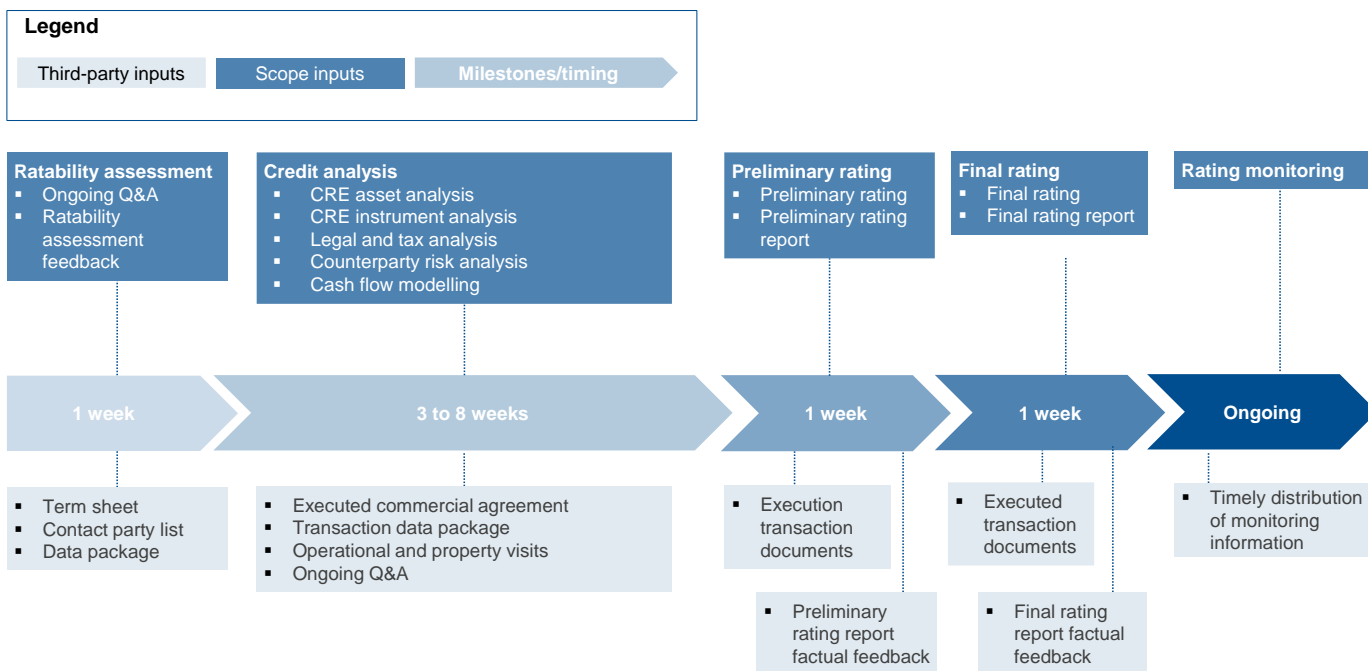 Legend
Third-party inputs
Scope inputs
Milestones/timing
Ratability assessment
▪ Ongoing Q&A
▪ Ratability
assessment
feedback
Credit analysis
▪ CRE asset analysis
▪ CRE instrument analysis
▪ Legal and tax analysis
▪ Counterparty risk analysis
▪ Cash flow modelling
Preliminary rating
▪ Preliminary rating
▪ Preliminary rating
report
Final rating
▪ Final rating
▪ Final rating report
Rating monitoring
1 week
3 to 8 weeks
1 week
1 week
Ongoing
▪ Term sheet
▪ Contact party list
▪ Data package
▪ Executed commercial agreement
▪ Transaction data package
▪ Operational and property visits
▪ Ongoing Q&A
▪ Execution
transaction
documents
▪ Preliminary
rating report
factual feedback
▪ Executed
transaction
documents
▪ Final rating
report factual
feedback
▪ Timely distribution
of monitoring
information